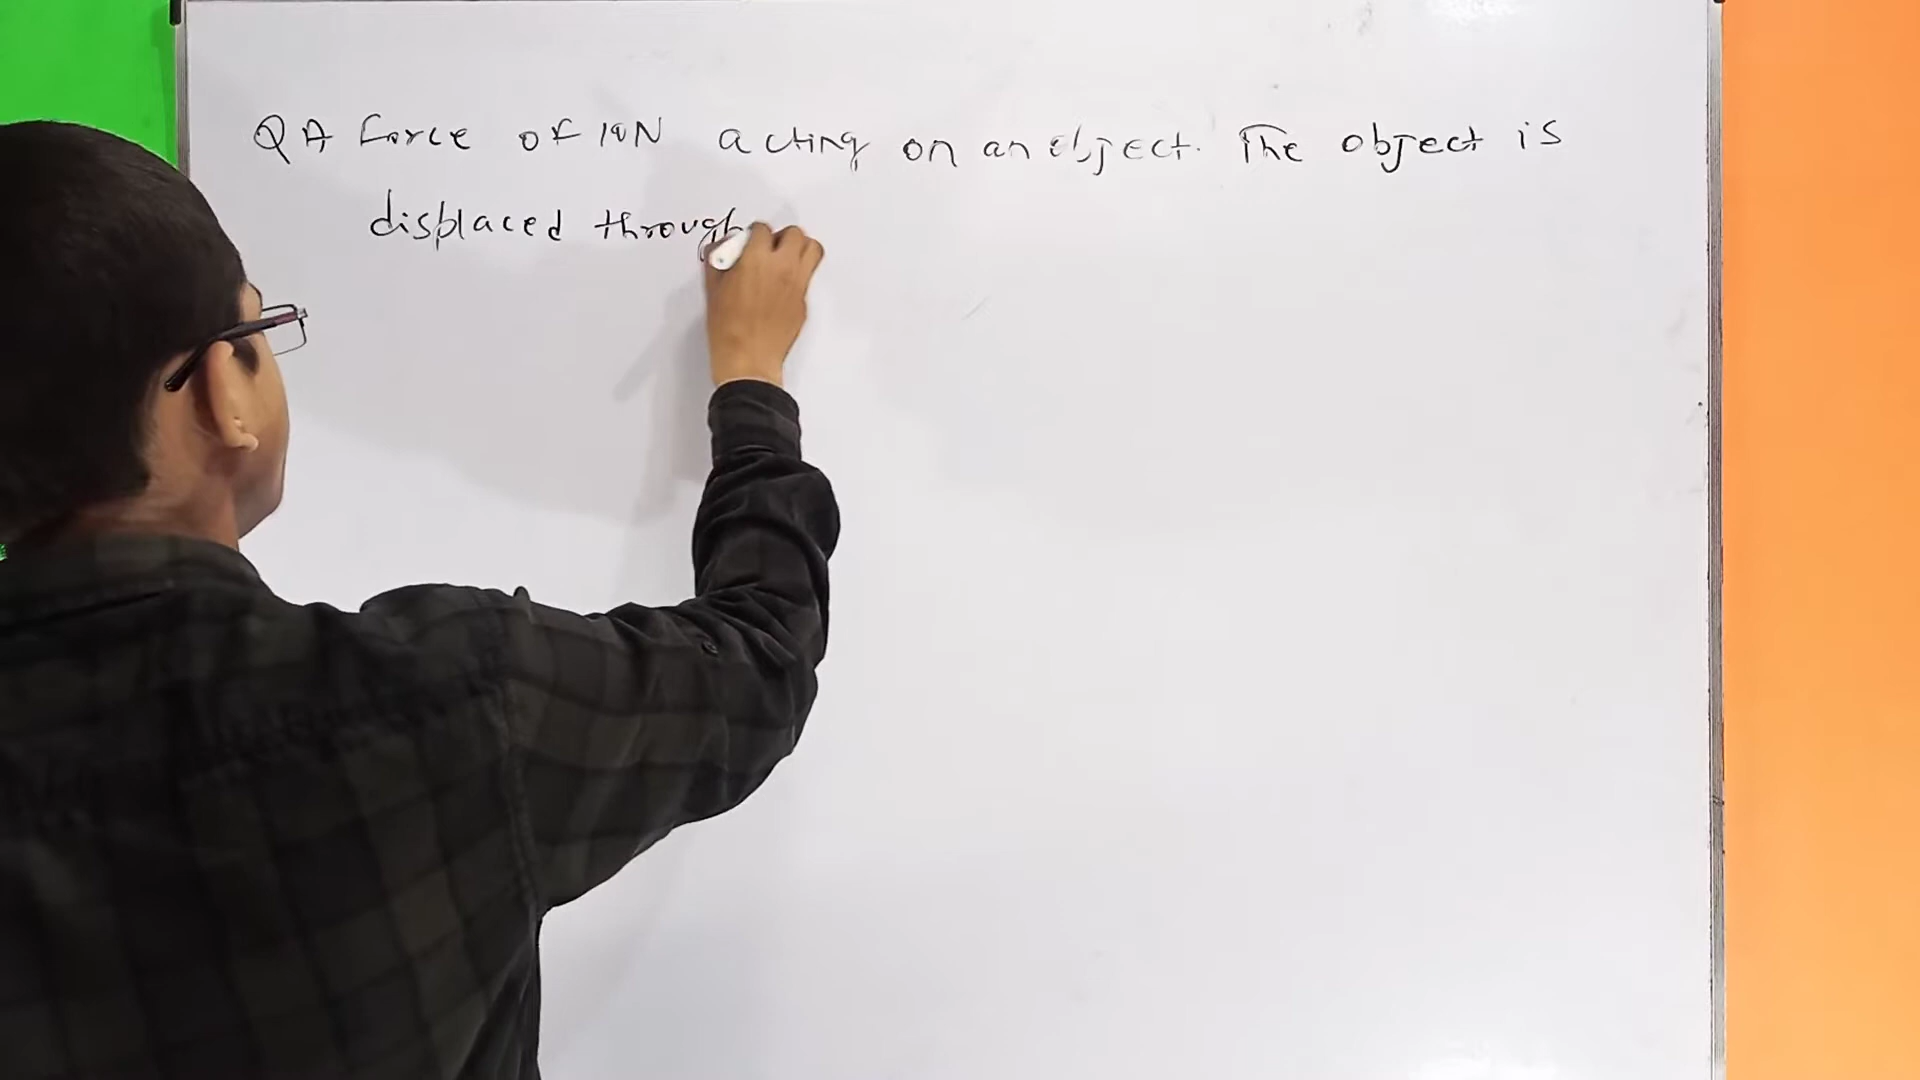 Q A Force of 10N acting on an object. The object is
displaced through